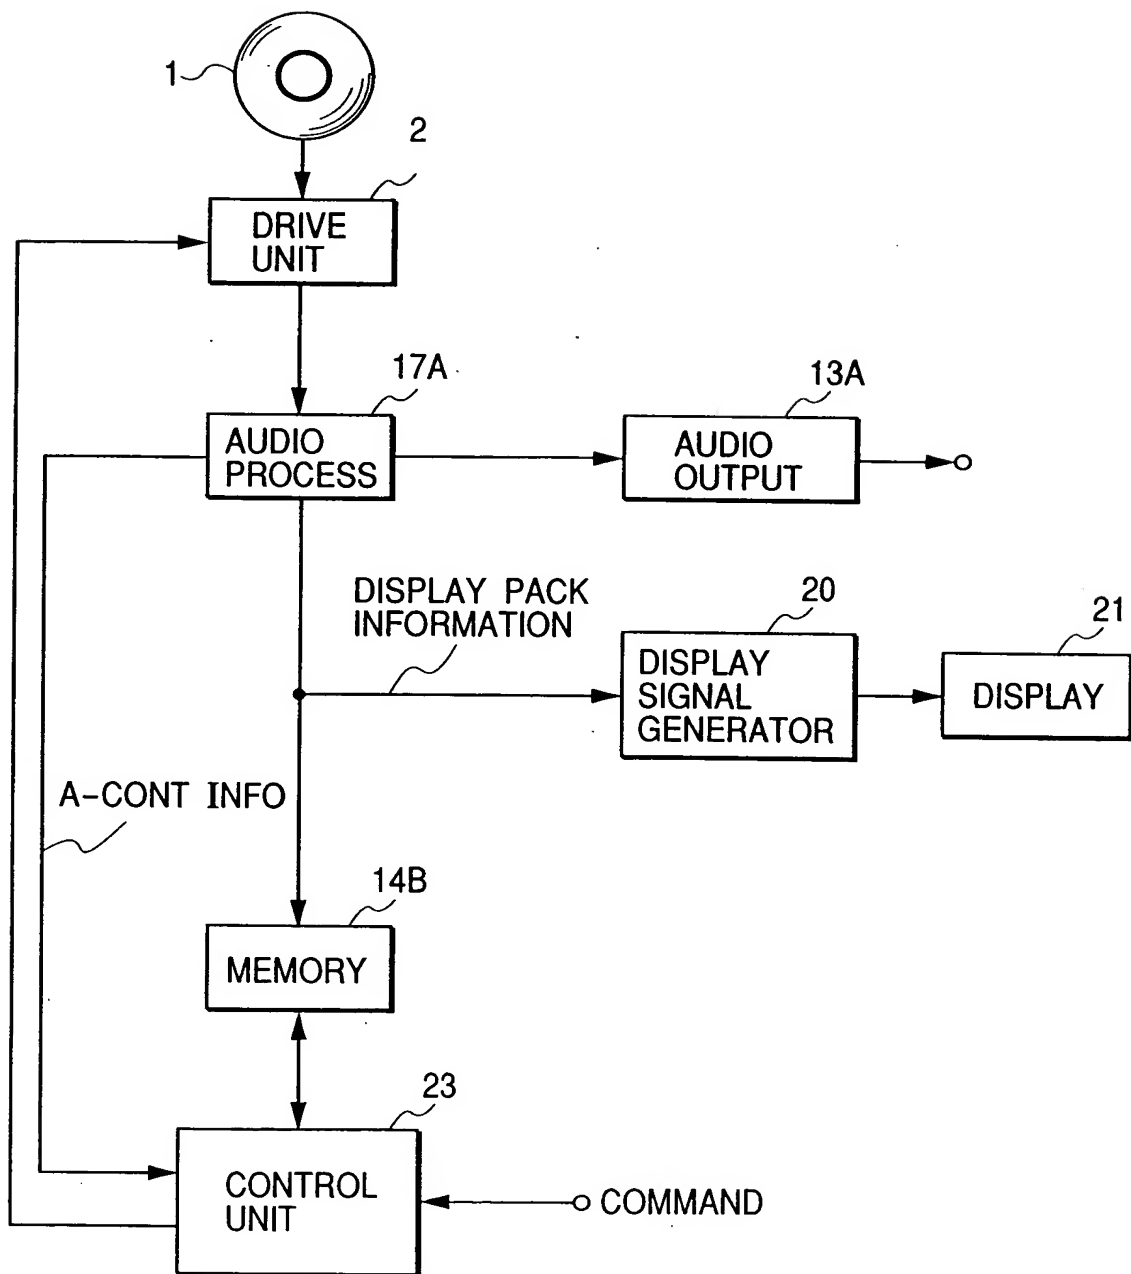 1
2
DRIVE
UNIT
17A
13A
AUDIO
PROCESS
AUDIO
OUTPUT
DISPLAY PACK
INFORMATION
20
21
DISPLAY
SIGNAL
GENERATOR
DISPLAY
A-CONT INFO
14B
MEMORY
23
CONTROL
UNIT
COMMAND